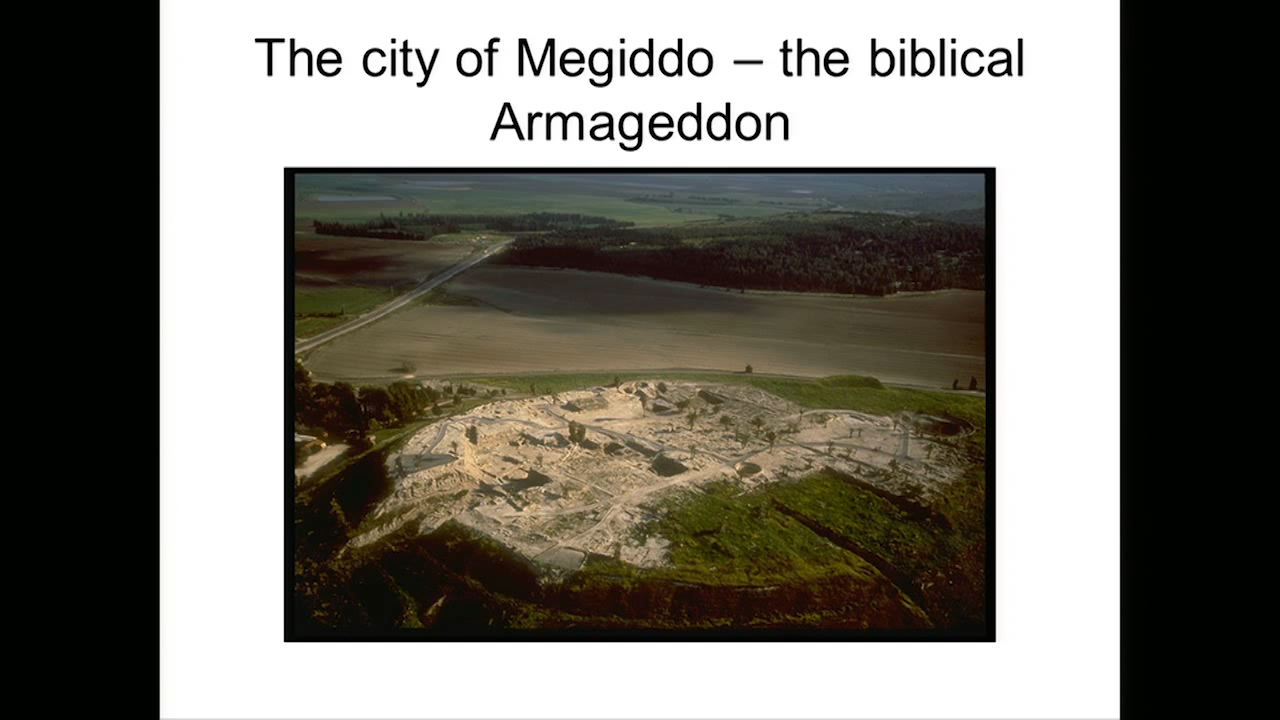 The city of Megiddo – the biblical
Armageddon